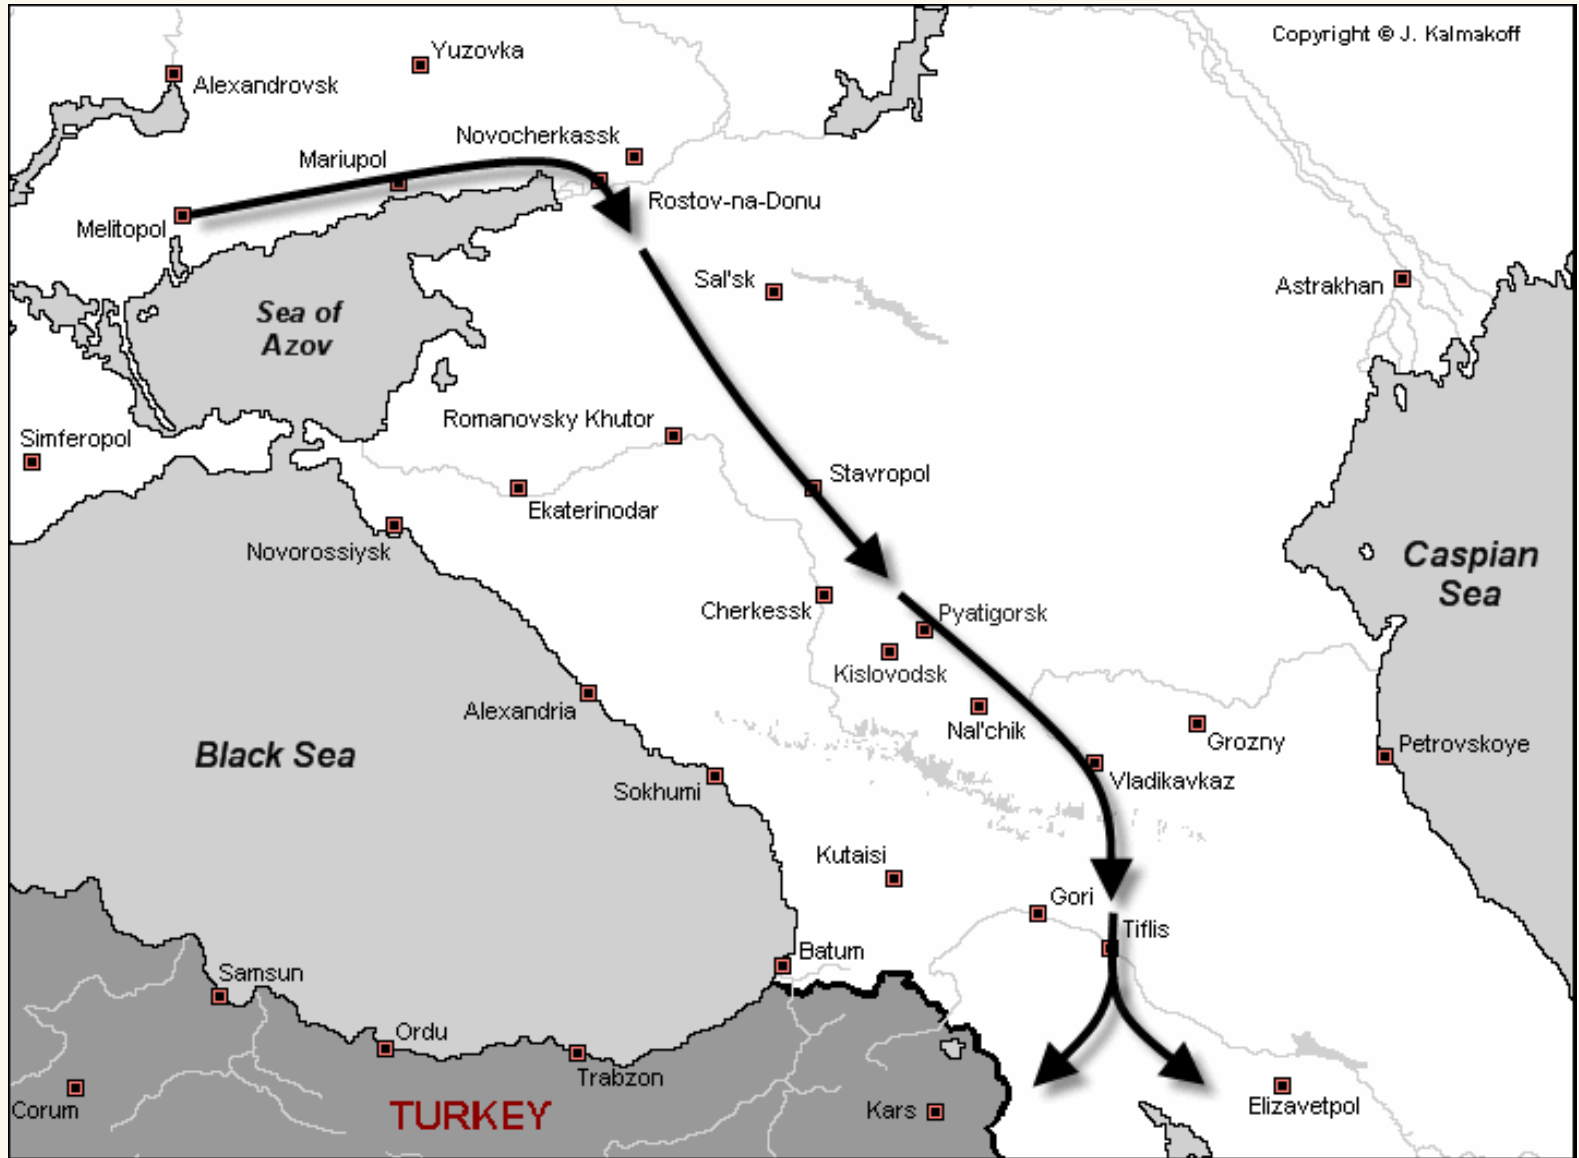 Copyright © J. Kalmakoff
Yuzovka
Alexandrovsk
Novocherkassk
Mariupol
Rostov-na-Donu
Melitopol
Sal'sk
Astrakhan
Sea of
Azov
Romanovsky Khutor
Simferopol
Stavropol
Ekaterinodar
Novorossiysk
Caspian
Sea
Cherkessk
Pyatigorsk
Kislovodsk
Alexandria
Nal'chik
Grozny
Petrovskoye
Black Sea
Vladikavkaz
Sokhumi
Kutaisi
Gori
Tiflis
Batum
Samsun
Ordu
Trabzon
Corum
TURKEY
Kars
Elizavetpol